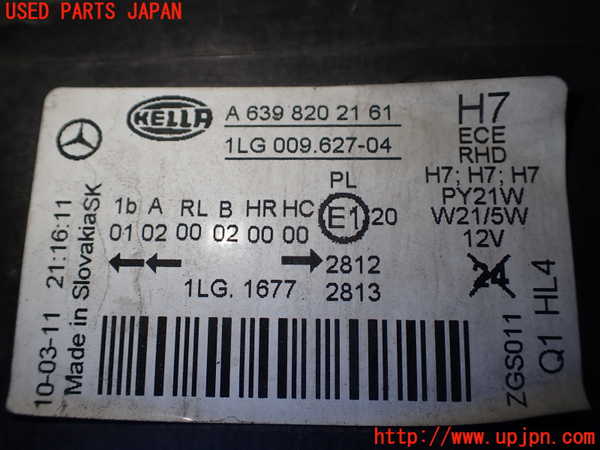 USED PARTS JAPAN
HELLA
A 639 820 21 61
1LG 009.627-04
H7
ECE
RHD
H7; H7; H7
PY21W
W21/5W
12V
24
1b A RL B HR HC
01 02 00 02 00 00
PL
E1 20
2812
2813
1LG. 1677
10-03-11 21:16:11
Made in SlovakiaSK
ZGS011
Q1 HL4
http://www.upjpn.com/